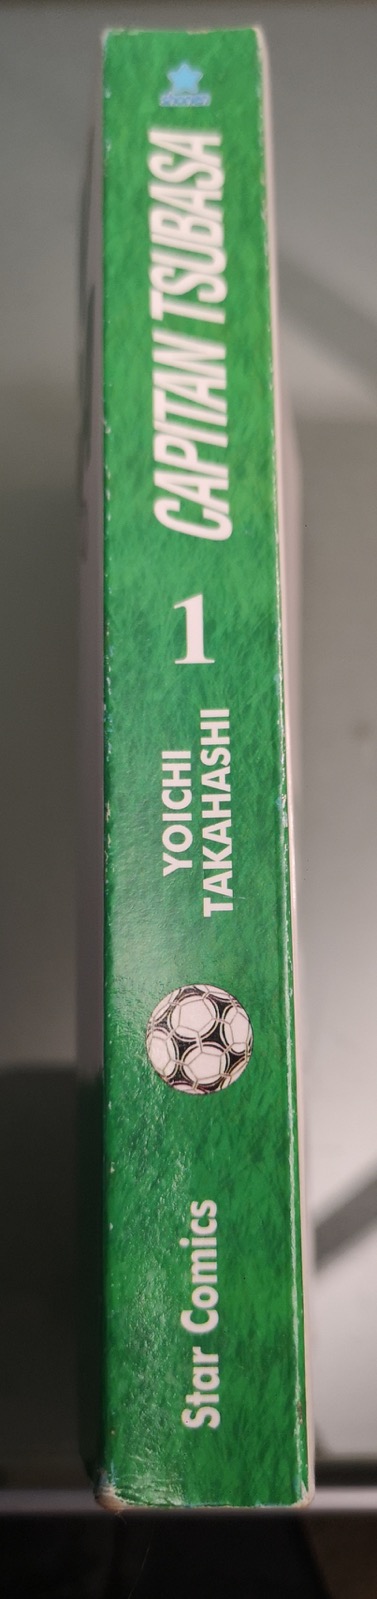 CAPITAN TSUBASA
1
YOICHI
TAKAHASHI
Star Comics